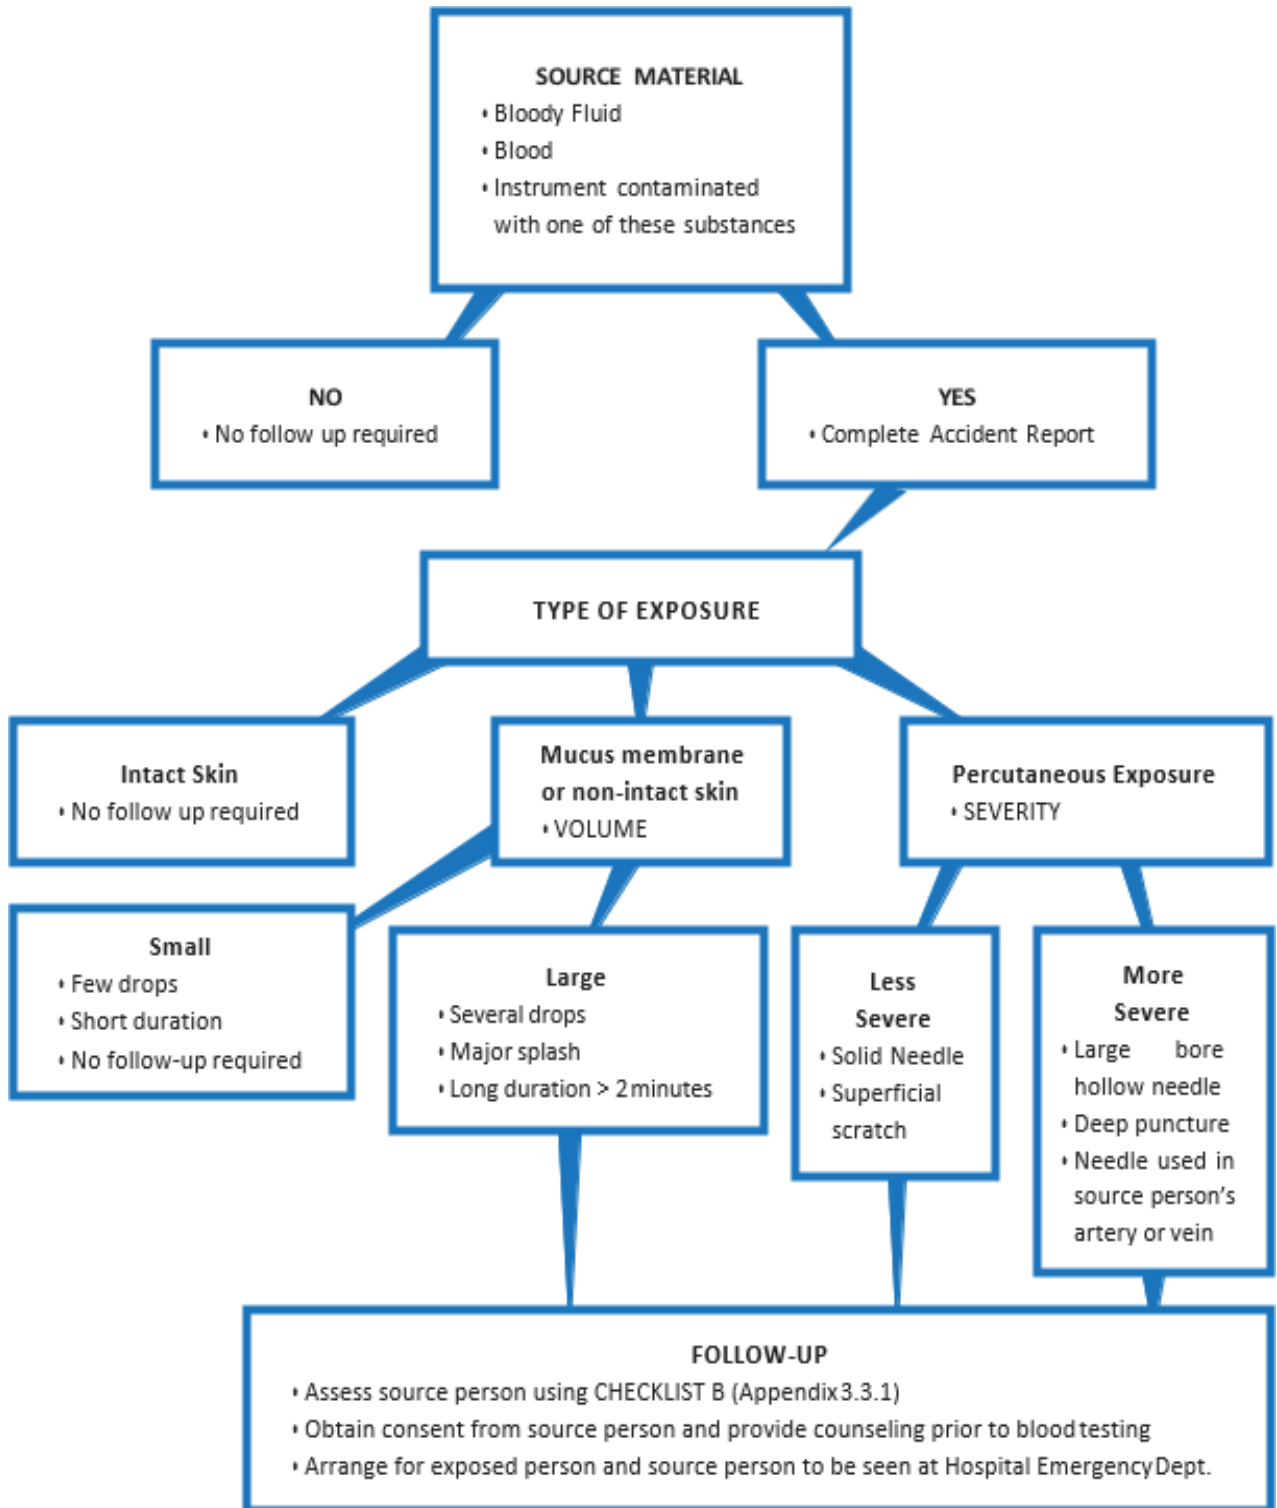 SOURCE MATERIAL
• Bloody Fluid
• Blood
• Instrument contaminated
with one of these substances
NO
• No follow up required
YES
• Complete Accident Report
TYPE OF EXPOSURE
Intact Skin
• No follow up required
Mucus membrane
or non-intact skin
• VOLUME
Percutaneous Exposure
• SEVERITY
Small
• Few drops
• Short duration
• No follow-up required
Large
• Several drops
• Major splash
• Long duration > 2 minutes
Less
Severe
• Solid Needle
• Superficial
scratch
More
Severe
• Large bore
hollow needle
• Deep puncture
• Needle used in
source person's
artery or vein
FOLLOW-UP
• Assess source person using CHECKLIST B (Appendix 3.3.1)
• Obtain consent from source person and provide counseling prior to blood testing
• Arrange for exposed person and source person to be seen at Hospital Emergency Dept.